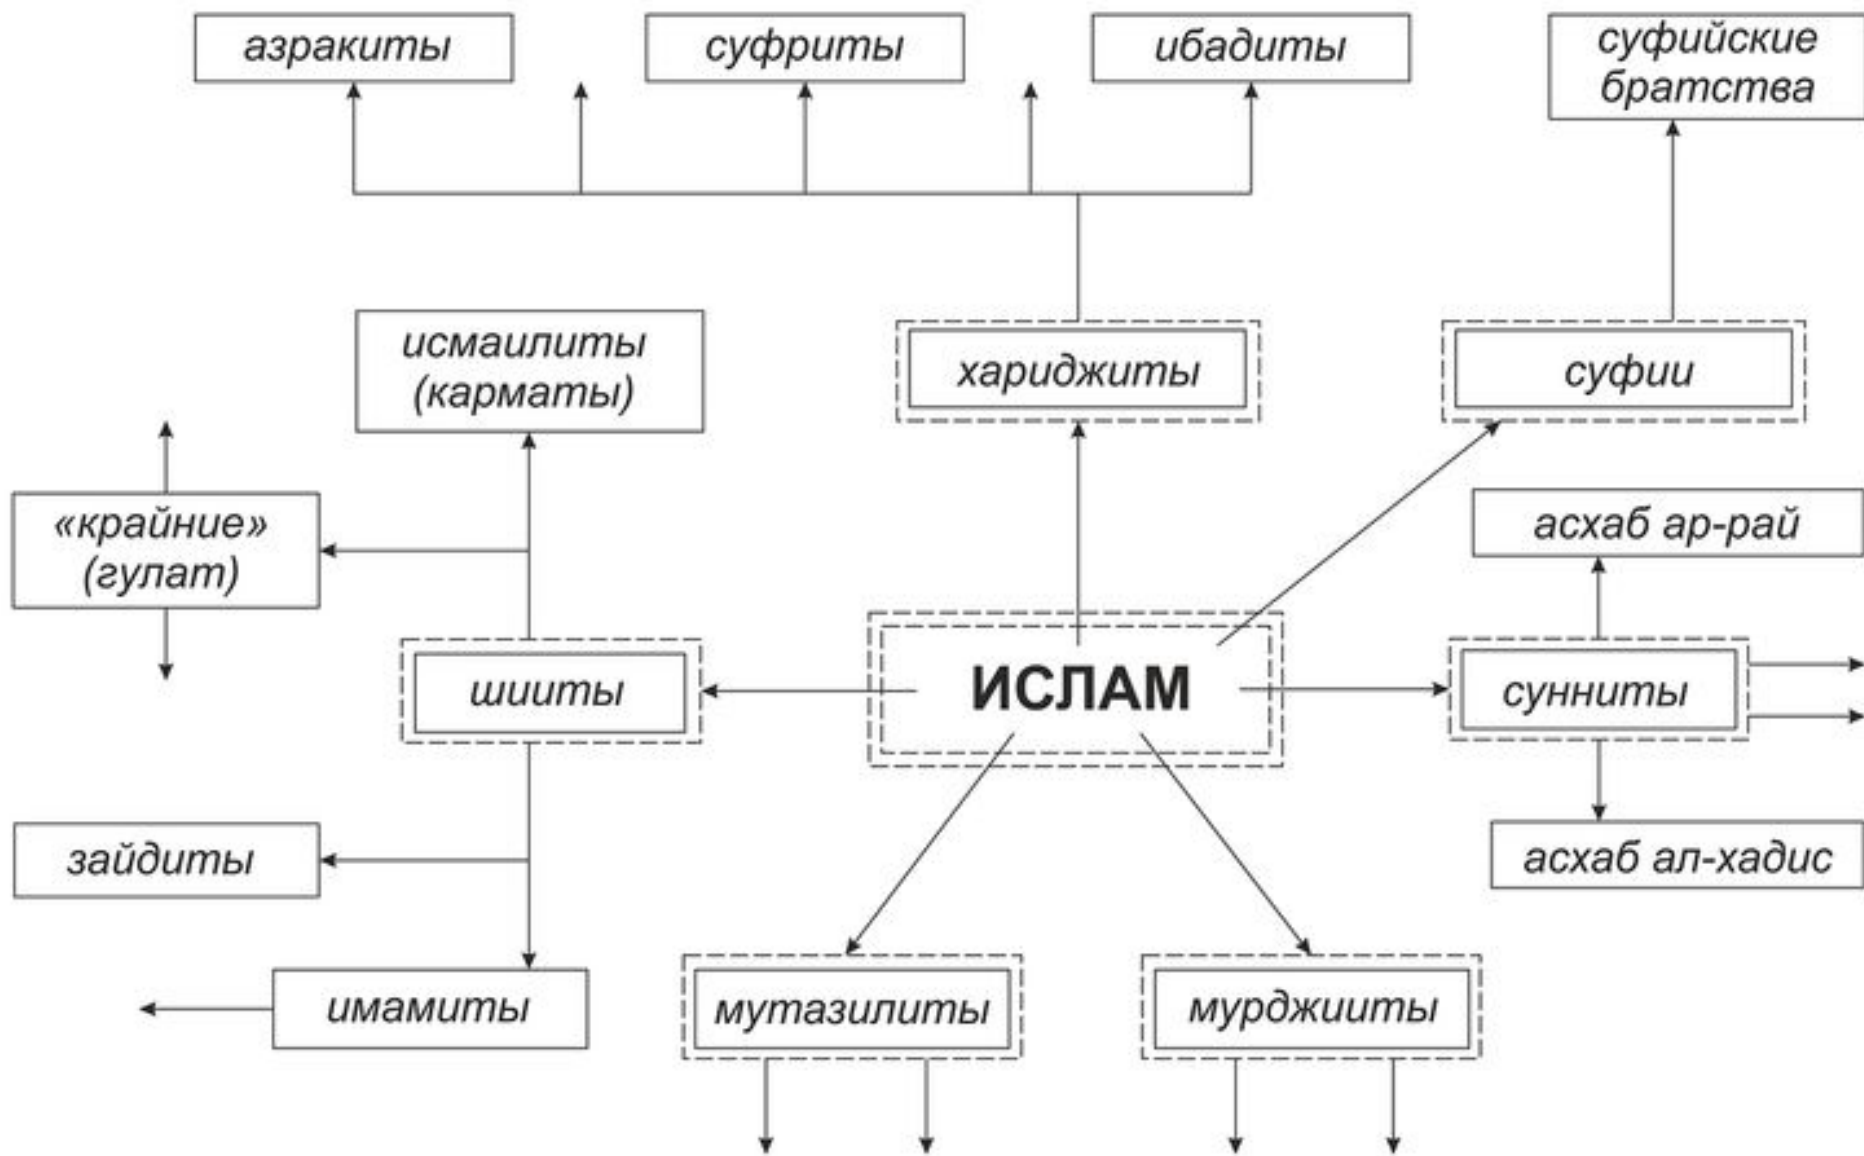 азракиты
суфриты
ибадиты
суфийские
братства
исмаилиты
(карматы)
хариджиты
суфии
«крайние»
(гулат)
асхаб ар-рай
шииты
ИСЛАМ
сунниты
зайдиты
асхаб ал-хадис
имамиты
мутазилиты
мурджииты